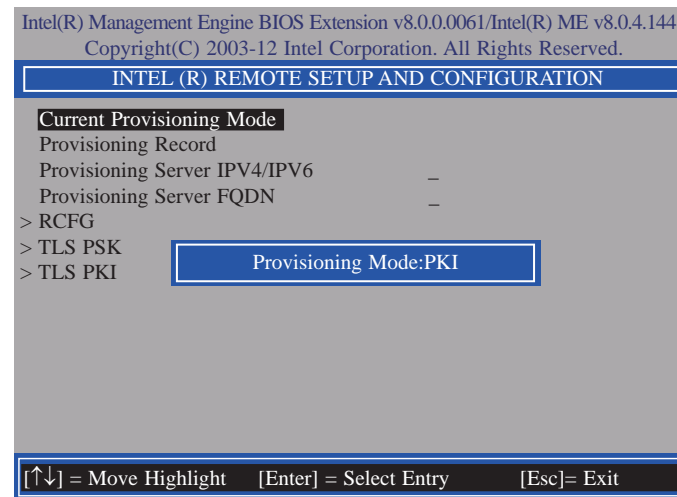 Intel(R) Management Engine BIOS Extension v8.0.0.0061/Intel(R) ME v8.0.4.144
Copyright(C) 2003-12 Intel Corporation. All Rights Reserved.
INTEL (R) REMOTE SETUP AND CONFIGURATION
Current Provisioning Mode
Provisioning Record
Provisioning Server IPV4/IPV6 _
Provisioning Server FQDN _
> RCFG
> TLS PSK
> TLS PKI
Provisioning Mode:PKI
[↑↓] = Move Highlight [Enter] = Select Entry [Esc]= Exit